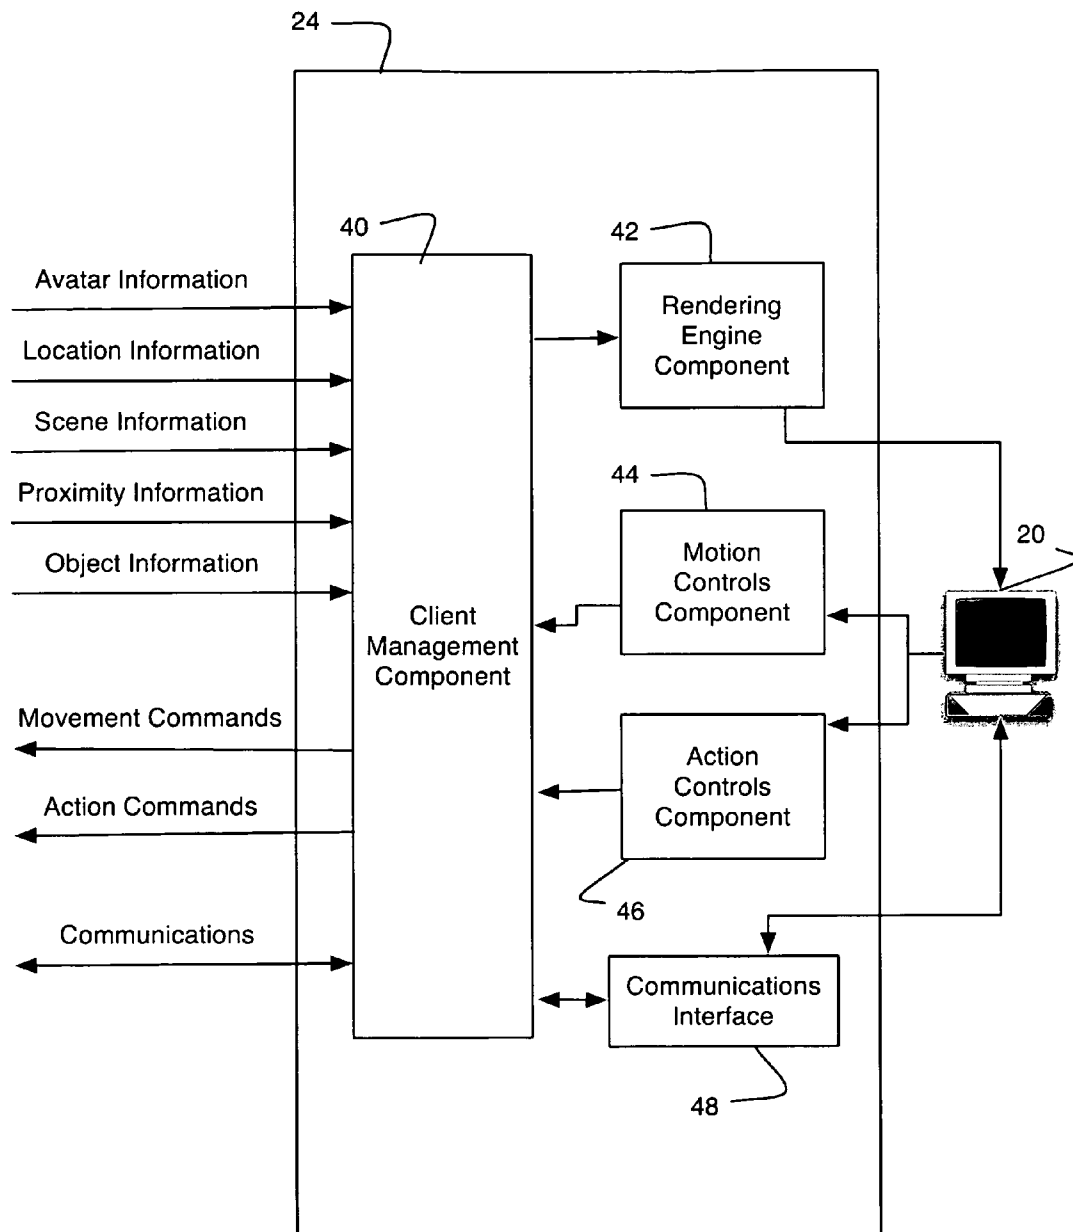 24
40
42
Avatar Information
Location Information
Scene Information
Proximity Information
Object Information
Rendering
Engine
Component
44
20
Motion
Controls
Component
Client
Management
Component
Movement Commands
Action Commands
Communications
Action
Controls
Component
46
Communications
Interface
48